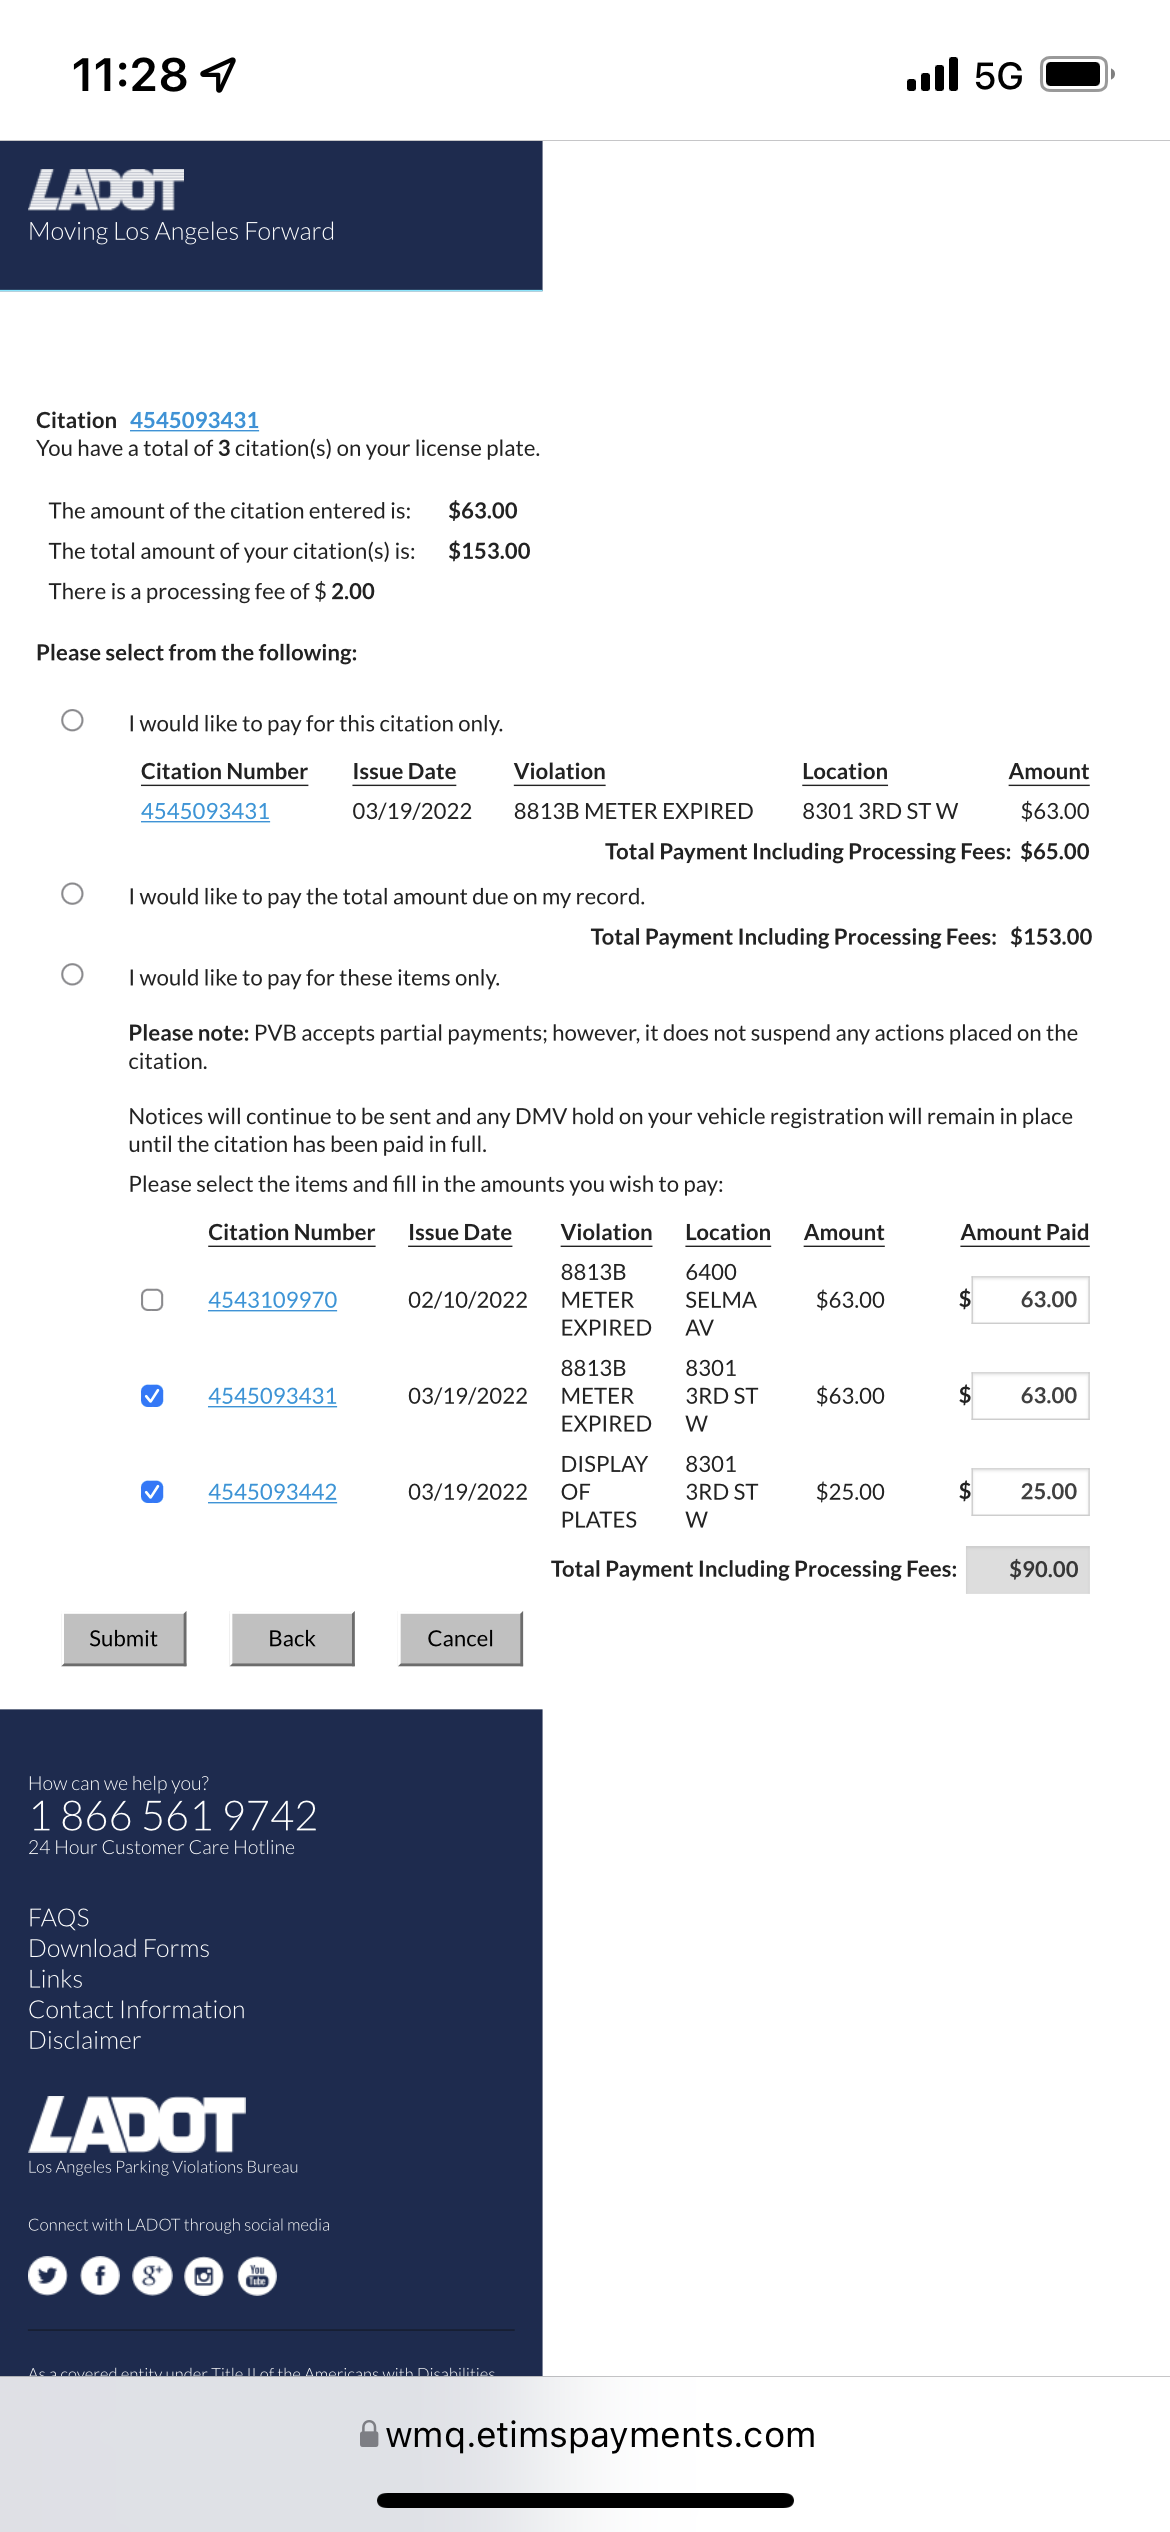 11:28
5G
LADOT
Moving Los Angeles Forward
Citation 4545093431
You have a total of 3 citation(s) on your license plate.
The amount of the citation entered is: $63.00
The total amount of your citation(s) is: $153.00
There is a processing fee of $ 2.00
Please select from the following:
I would like to pay for this citation only.
Citation Number Issue Date Violation Location Amount
4545093431 03/19/2022 8813B METER EXPIRED 8301 3RD ST W $63.00
Total Payment Including Processing Fees: $65.00
I would like to pay the total amount due on my record.
Total Payment Including Processing Fees: $153.00
I would like to pay for these items only.
Please note: PVB accepts partial payments; however, it does not suspend any actions placed on the
citation.
Notices will continue to be sent and any DMV hold on your vehicle registration will remain in place
until the citation has been paid in full.
Please select the items and fill in the amounts you wish to pay:
Citation Number Issue Date Violation Location Amount Amount Paid
8813B 6400
4543109970 02/10/2022 METER SELMA $63.00 $ 63.00
EXPIRED AV
8813B 8301
4545093431 03/19/2022 METER 3RD ST $63.00 $ 63.00
EXPIRED W
DISPLAY 8301
4545093442 03/19/2022 OF 3RD ST $25.00 $ 25.00
PLATES W
Total Payment Including Processing Fees: $90.00
Submit Back Cancel
How can we help you?
1 866 561 9742
24 Hour Customer Care Hotline
FAQS
Download Forms
Links
Contact Information
Disclaimer
LADOT
Los Angeles Parking Violations Bureau
Connect with LADOT through social media
f g+ You Tube
As a covered entity under Title II of the Americans with Disabilities
wmq.etimspayments.com